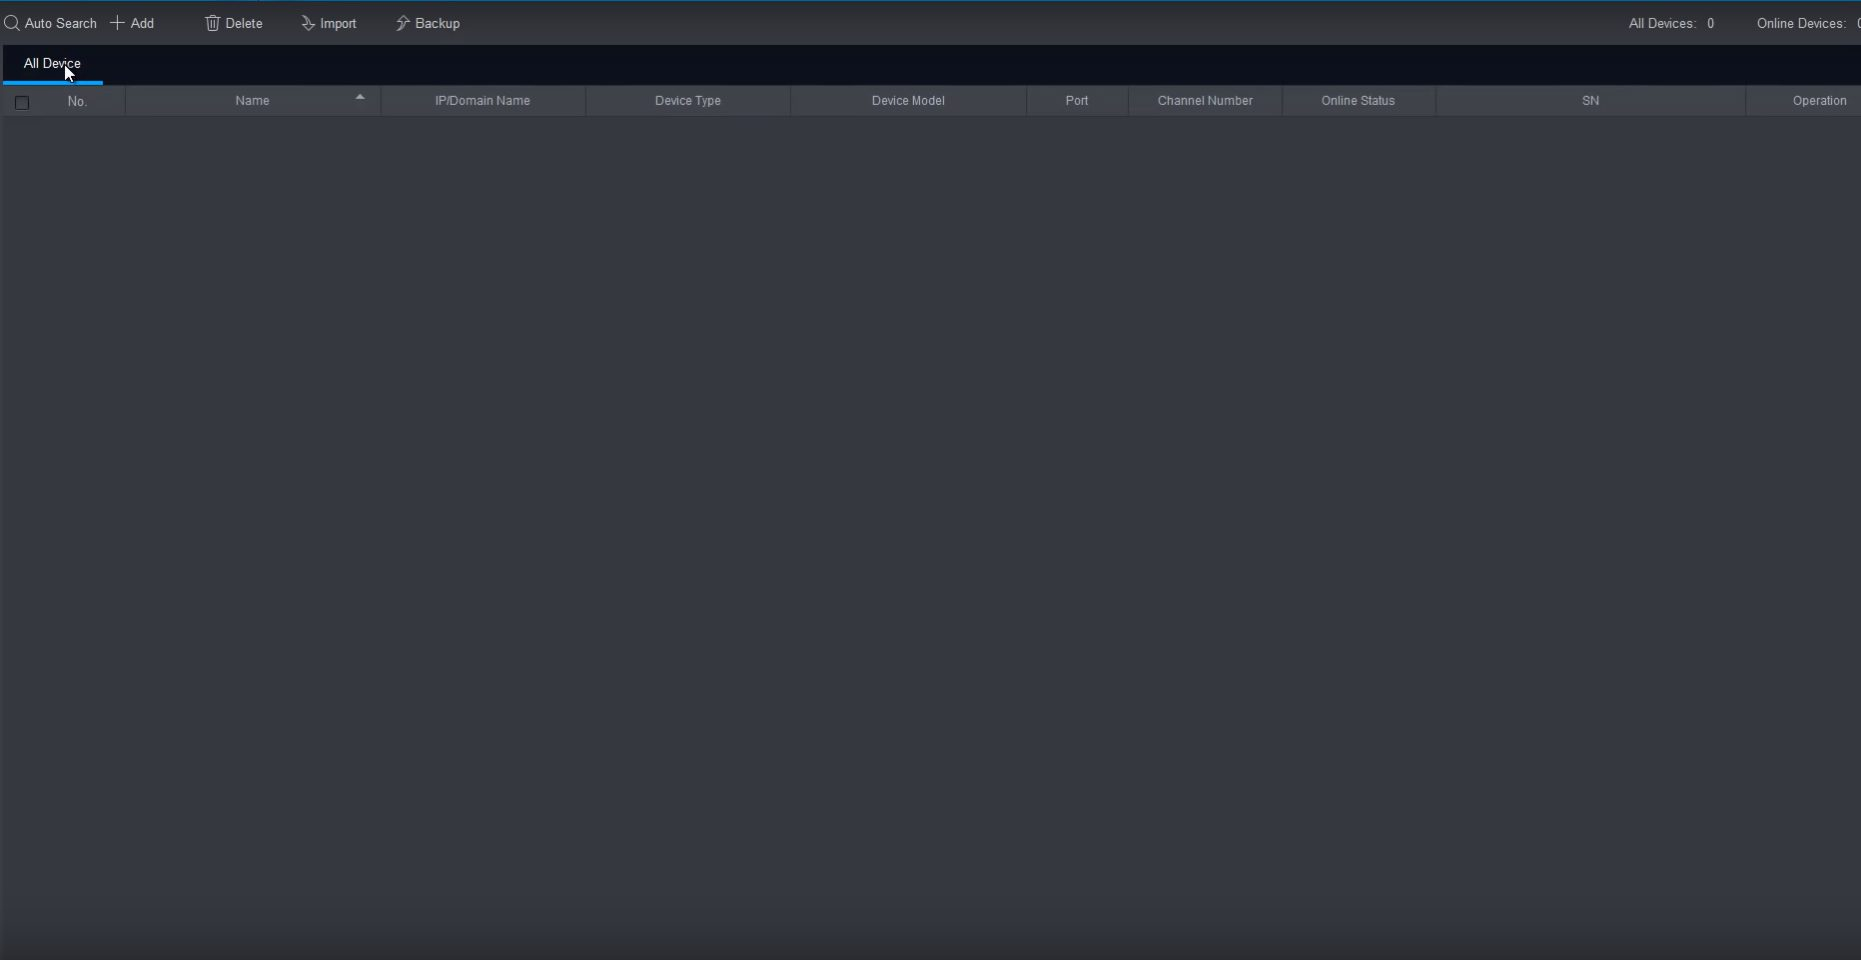 Auto Search Add Delete Import Backup All Devices: 0 Online Devices:
All Device
No. Name IP/Domain Name Device Type Device Model Port Channel Number Online Status SN Operation